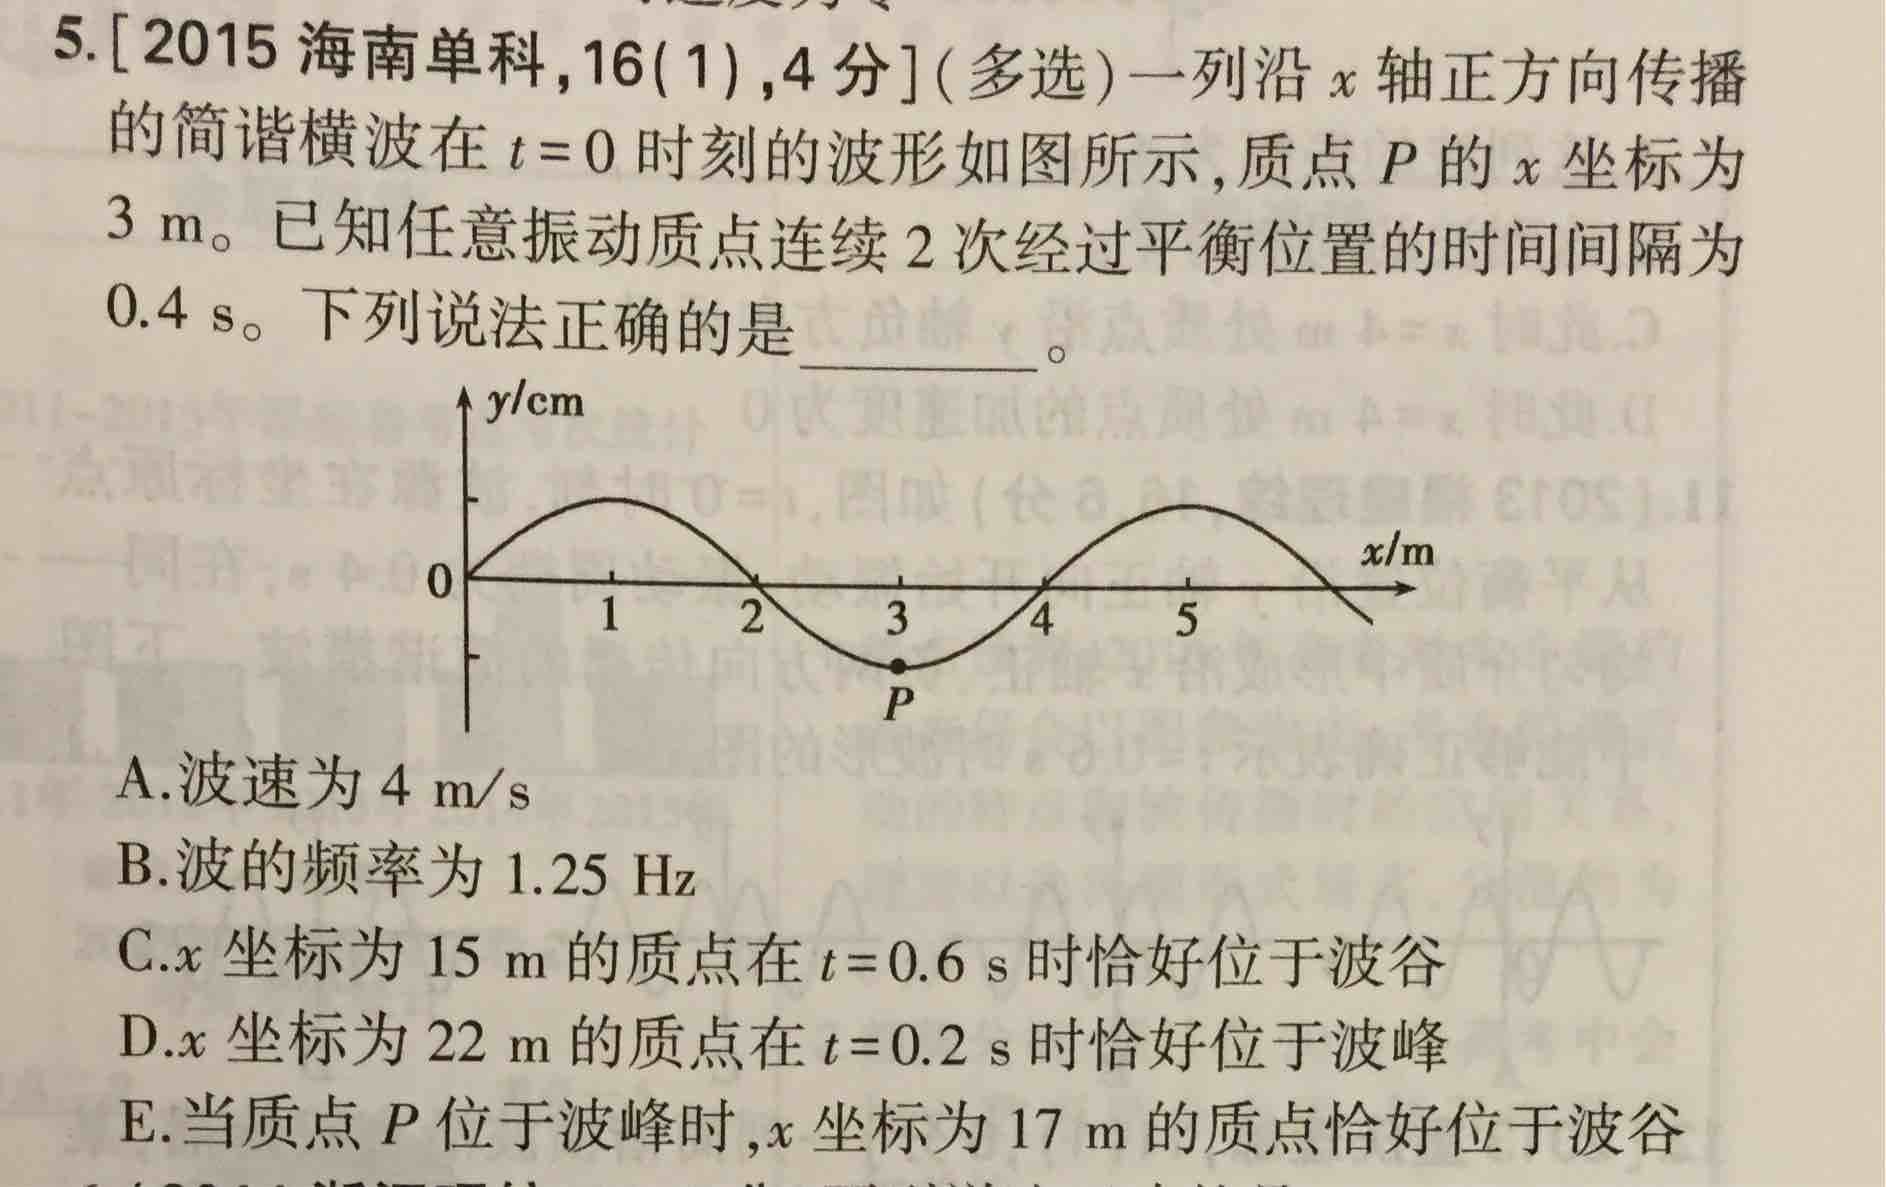 5.[2015 海南单科,16(1),4 分](多选)一列沿 x 轴正方向传播
的简谐横波在 t=0 时刻的波形如图所示,质点 P 的 x 坐标为
3 m。已知任意振动质点连续 2 次经过平衡位置的时间间隔为
0.4 s。下列说法正确的是________。
y/cm
x/m
0
1 2 3 4 5
P
A.波速为 4 m/s
B.波的频率为 1.25 Hz
C.x 坐标为 15 m 的质点在 t=0.6 s 时恰好位于波谷
D.x 坐标为 22 m 的质点在 t=0.2 s 时恰好位于波峰
E.当质点 P 位于波峰时,x 坐标为 17 m 的质点恰好位于波谷